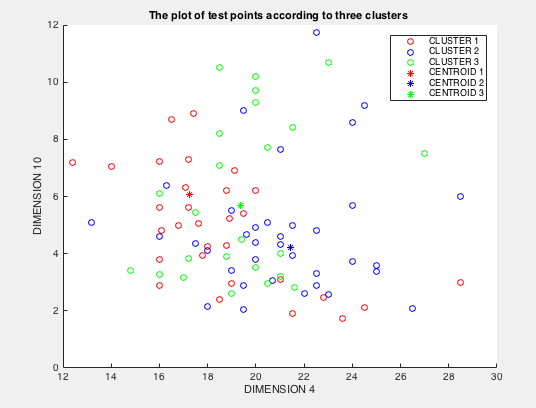 The plot of test points according to three clusters
CLUSTER 1
CLUSTER 2
CLUSTER 3
CENTROID 1
CENTROID 2
CENTROID 3
DIMENSION 10
12
10
8
6
4
2
0
12 14 16 18 20 22 24 26 28 30
DIMENSION 4